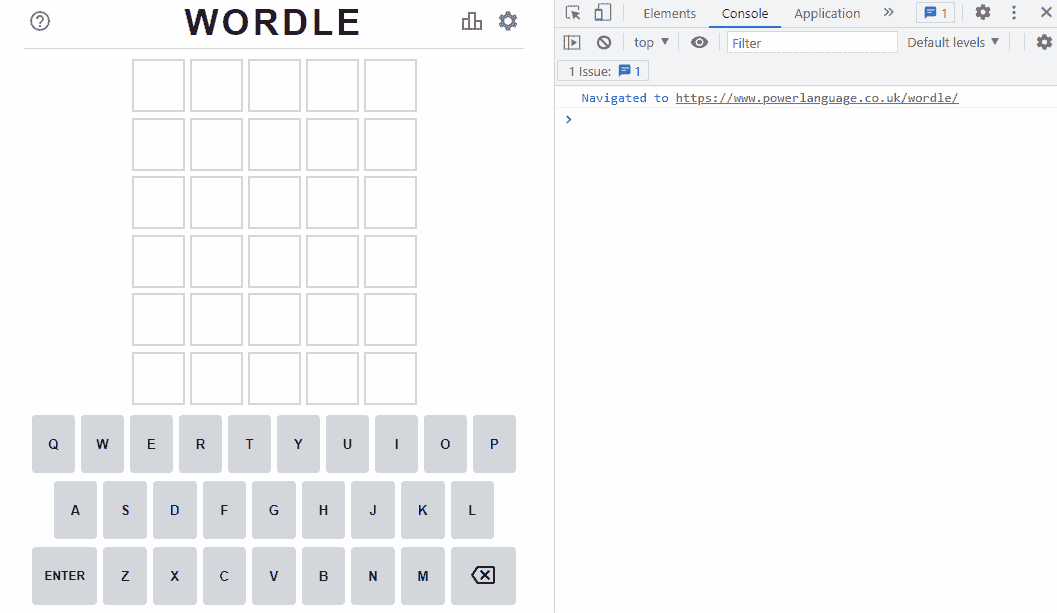 WORDLE
Q W E R T Y U I O P
A S D F G H J K L
ENTER Z X C V B N M
Elements Console Application » 1
top Filter Default levels
1 Issue: 1
Navigated to https://www.powerlanguage.co.uk/wordle/